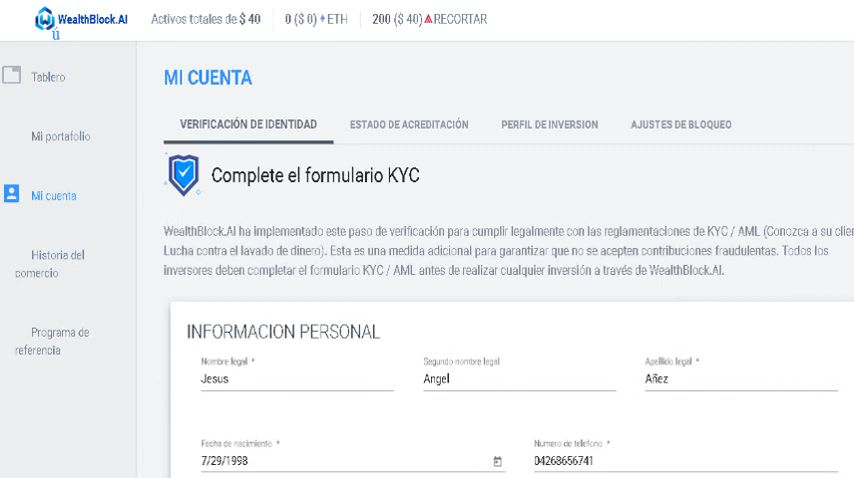 WealthBlock.AI Activos totales de $ 40 0 ($ 0) ETH 200 ($ 40) RECORTAR
ú
Tablero
Mi portafolio
Mi cuenta
Historia del
comercio
Programa de
referencia
MI CUENTA
VERIFICACIÓN DE IDENTIDAD ESTADO DE ACREDITACIÓN PERFIL DE INVERSION AJUSTES DE BLOQUEO
Complete el formulario KYC
WealthBlock.AI ha implementado este paso de verificación para cumplir legalmente con las reglamentaciones de KYC / AML (Conozca a su clien
Lucha contra el lavado de dinero). Esta es una medida adicional para garantizar que no se acepten contribuciones fraudulentas. Todos los
inversores deben completar el formulario KYC / AML antes de realizar cualquier inversión a través de WealthBlock.AI.
INFORMACION PERSONAL
Nombre legal * Segundo nombre legal Apellido legal *
Jesus Angel Añez
Fecha de nacimiento * Numero de telefono *
7/29/1998 04268656741